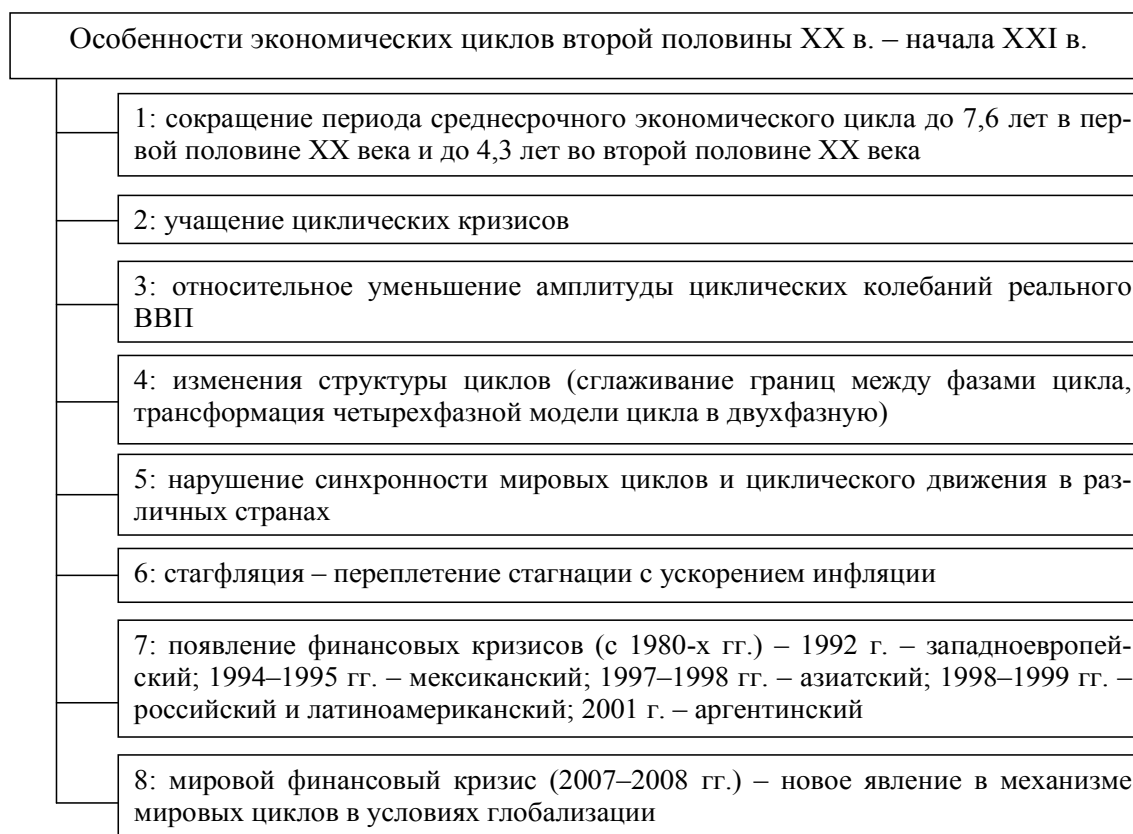 Особенности экономических циклов второй половины XX в. – начала XXI в.
1: сокращение периода среднесрочного экономического цикла до 7,6 лет в пер-
вой половине XX века и до 4,3 лет во второй половине XX века
2: учащение циклических кризисов
3: относительное уменьшение амплитуды циклических колебаний реального
ВВП
4: изменения структуры циклов (сглаживание границ между фазами цикла,
трансформация четырехфазной модели цикла в двухфазную)
5: нарушение синхронности мировых циклов и циклического движения в раз-
личных странах
6: стагфляция – переплетение стагнации с ускорением инфляции
7: появление финансовых кризисов (с 1980-х гг.) – 1992 г. – западноевропей-
ский; 1994–1995 гг. – мексиканский; 1997–1998 гг. – азиатский; 1998–1999 гг. –
российский и латиноамериканский; 2001 г. – аргентинский
8: мировой финансовый кризис (2007–2008 гг.) – новое явление в механизме
мировых циклов в условиях глобализации